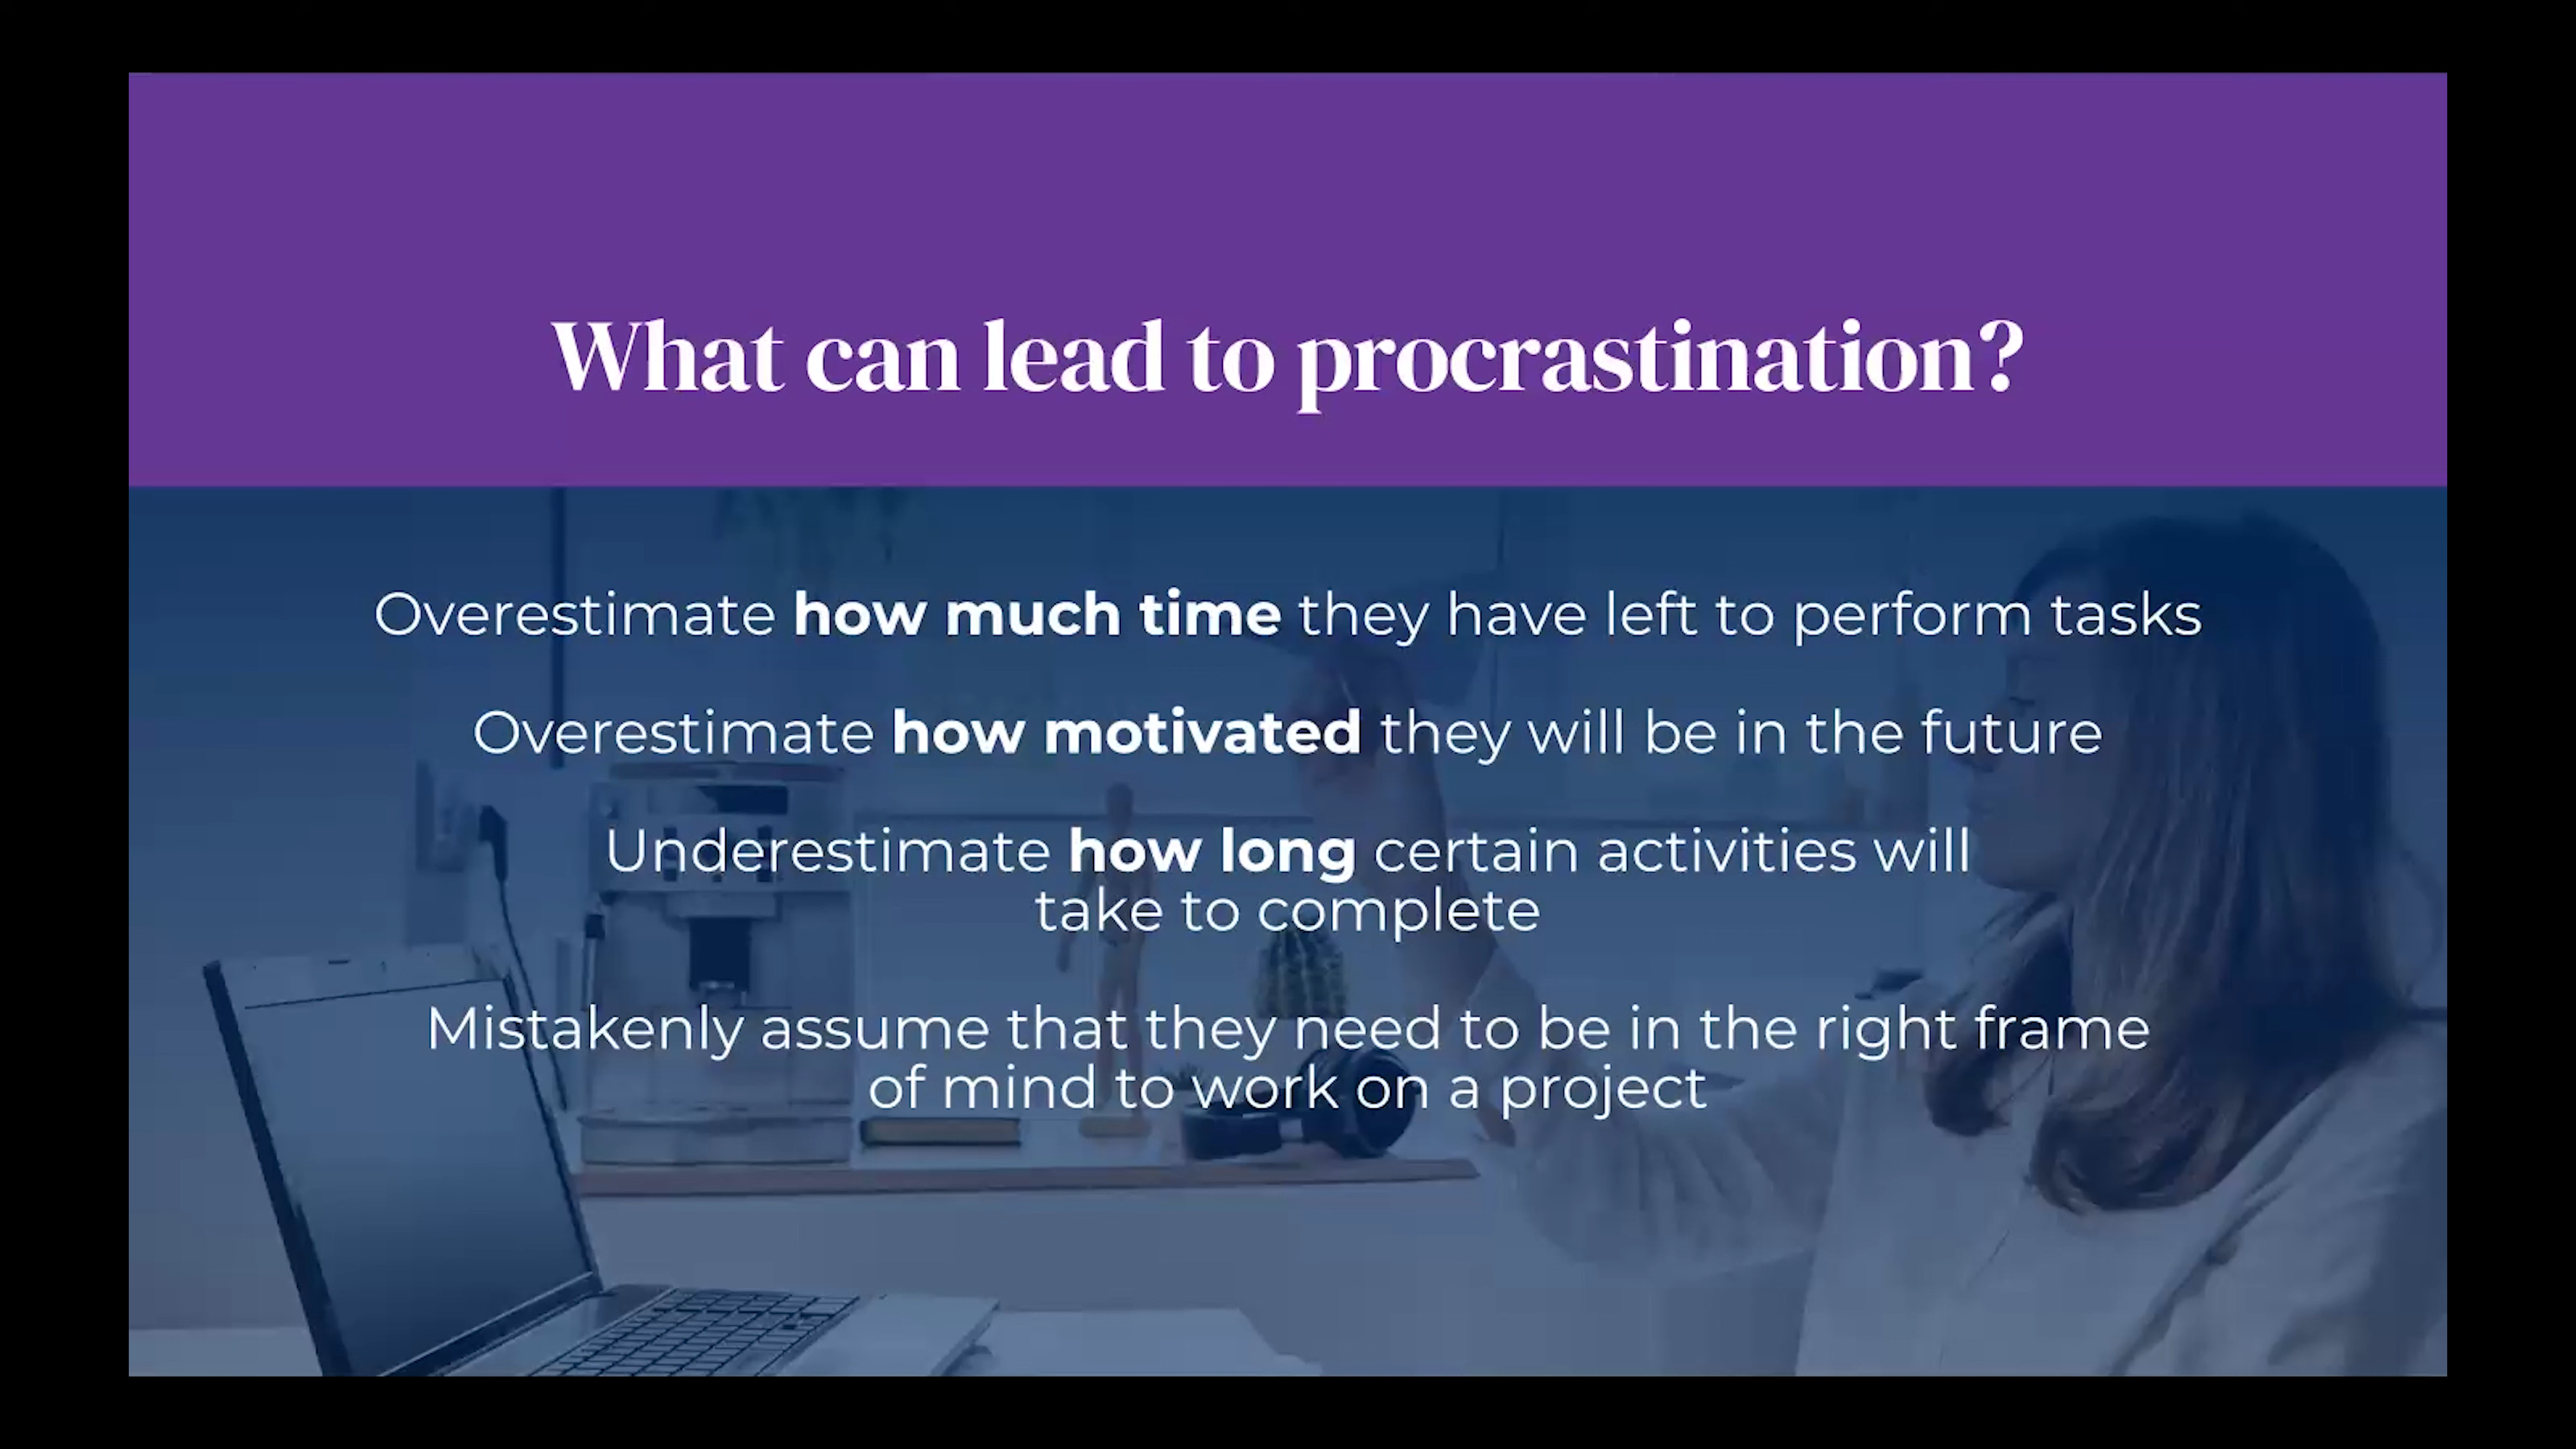 What can lead to procrastination?
Overestimate how much time they have left to perform tasks
Overestimate how motivated they will be in the future
Underestimate how long certain activities will
take to complete
Mistakenly assume that they need to be in the right frame
of mind to work on a project